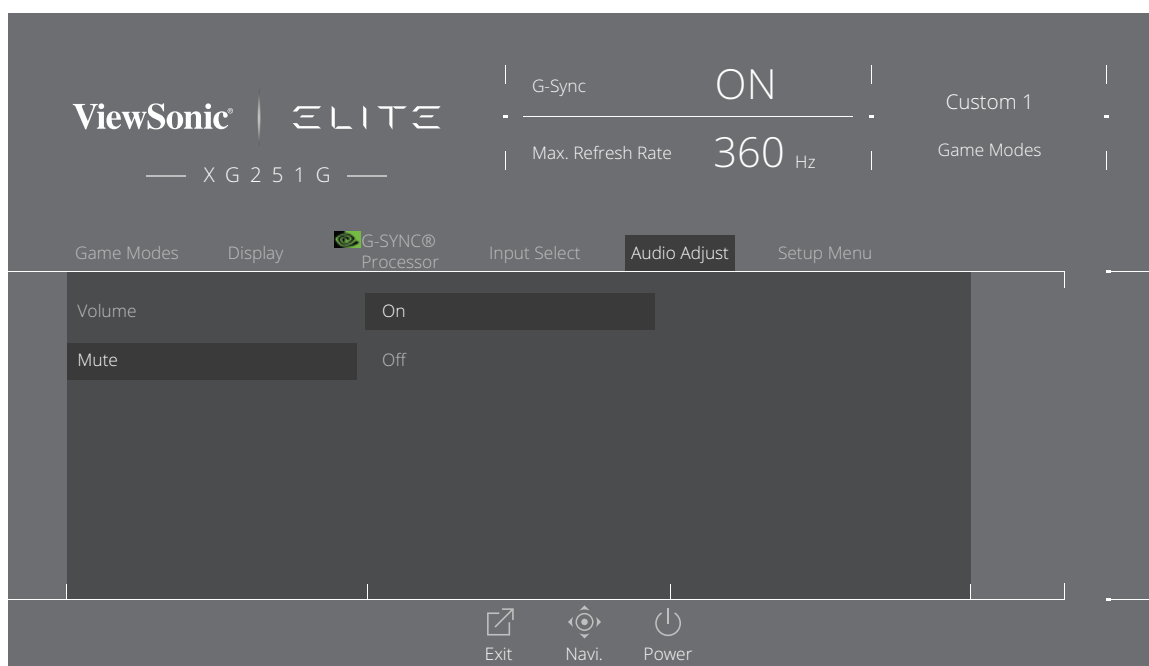 ViewSonic® ELITE
XG251G
G-Sync ON
Max. Refresh Rate 360 Hz
Custom 1
Game Modes
Game Modes Display G-SYNC® Processor Input Select Audio Adjust Setup Menu
Volume On
Mute Off
Exit Navi. Power